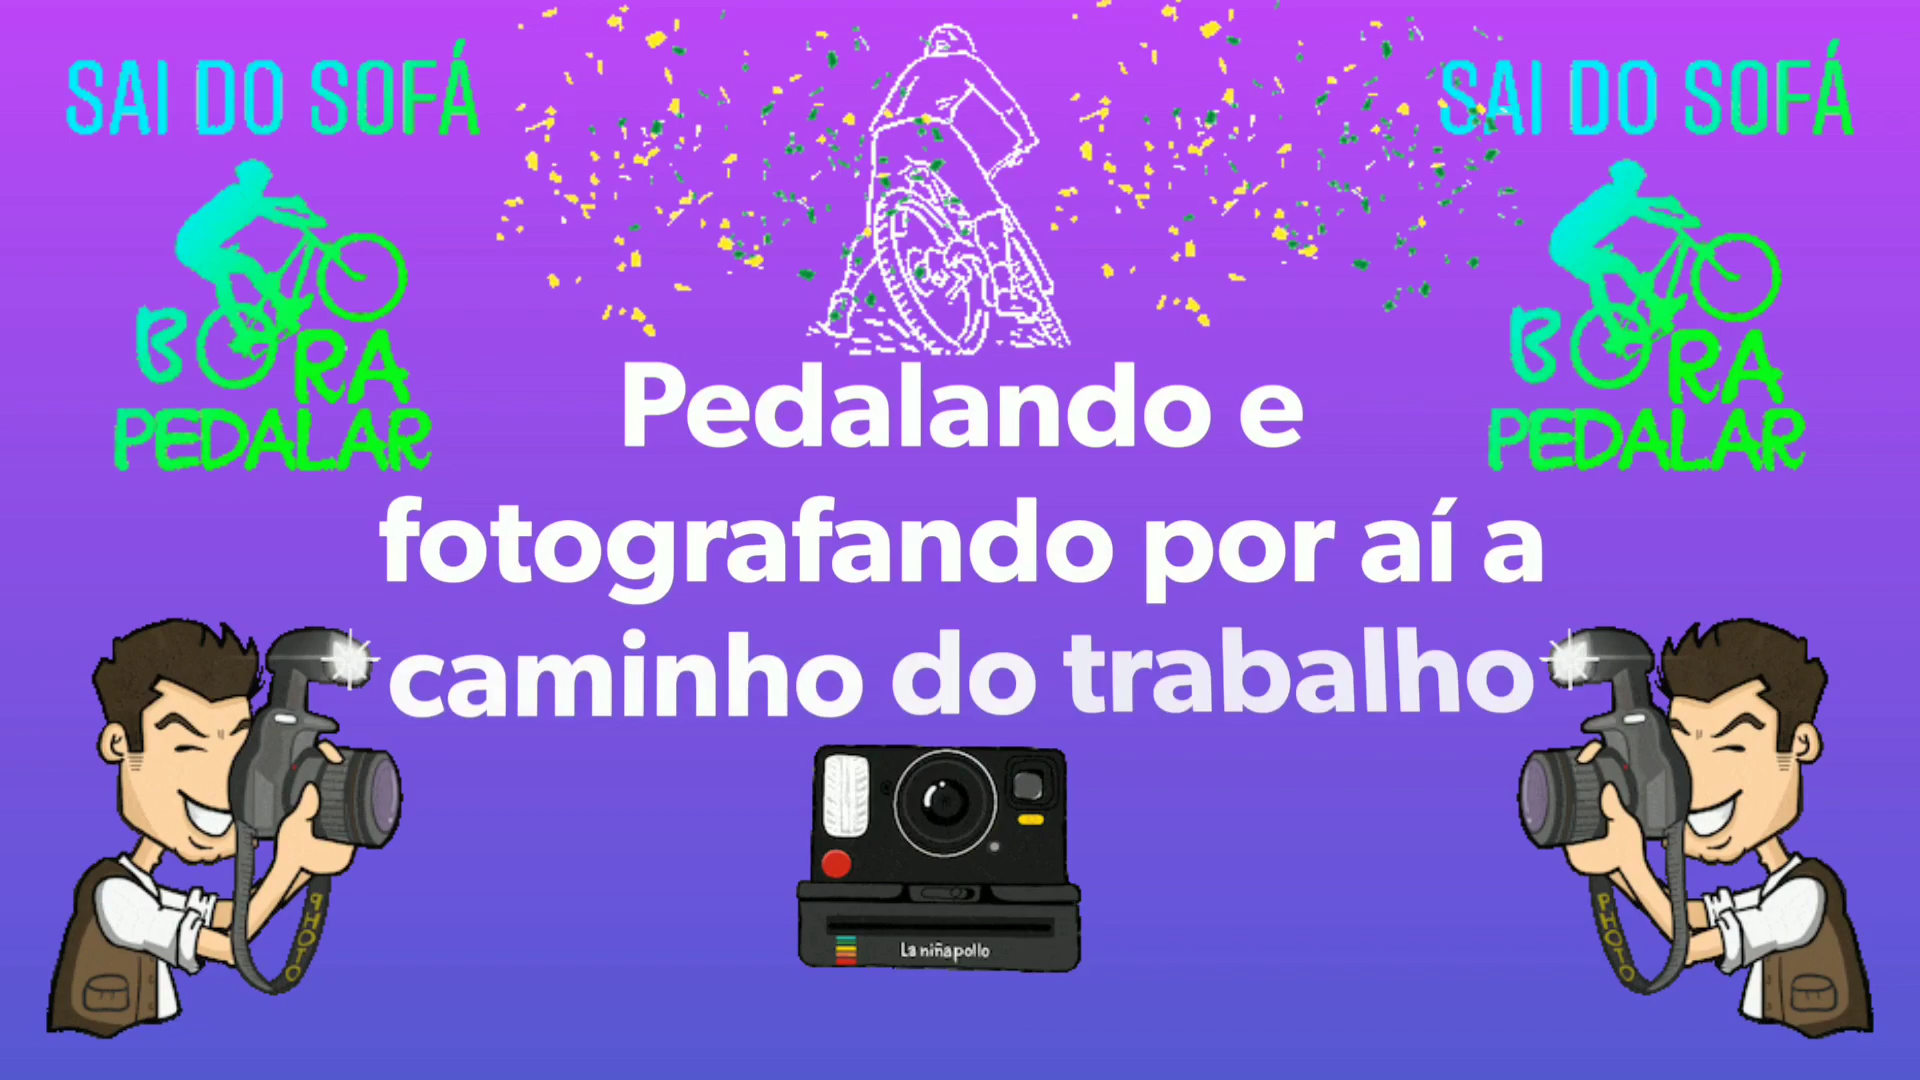 SAI DO SOFÁ
BORA
PEDALAR
SAI DO SOFÁ
BORA
PEDALAR
Pedalando e
fotografando por aí a
caminho do trabalho
PHOTO
La niñapollo
PHOTO